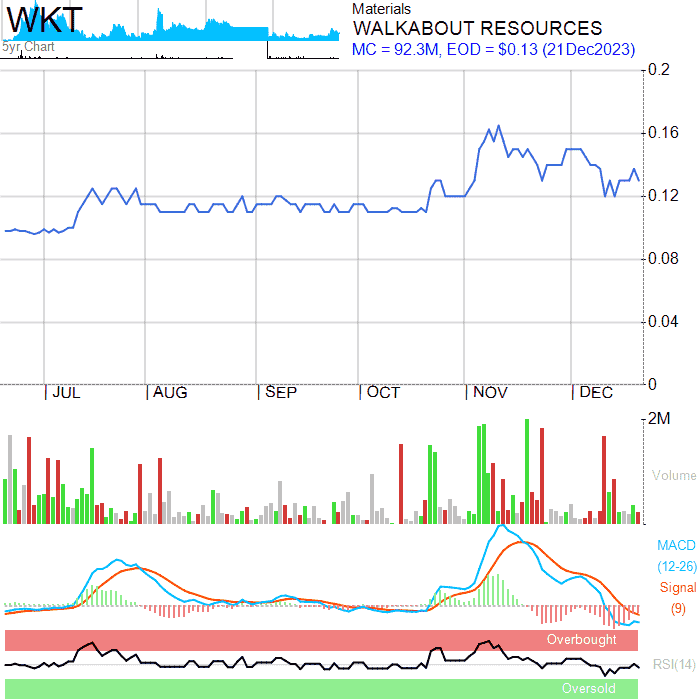 WKT
5yr. Chart
Materials
WALKABOUT RESOURCES
MC = 92.3M, EOD = $0.13 (21Dec2023)
0.2
0.16
0.12
0.08
0.04
0
JUL
AUG
SEP
OCT
NOV
DEC
2M
Volume
MACD
(12-26)
Signal
(9)
Overbought
RSI(14)
Oversold